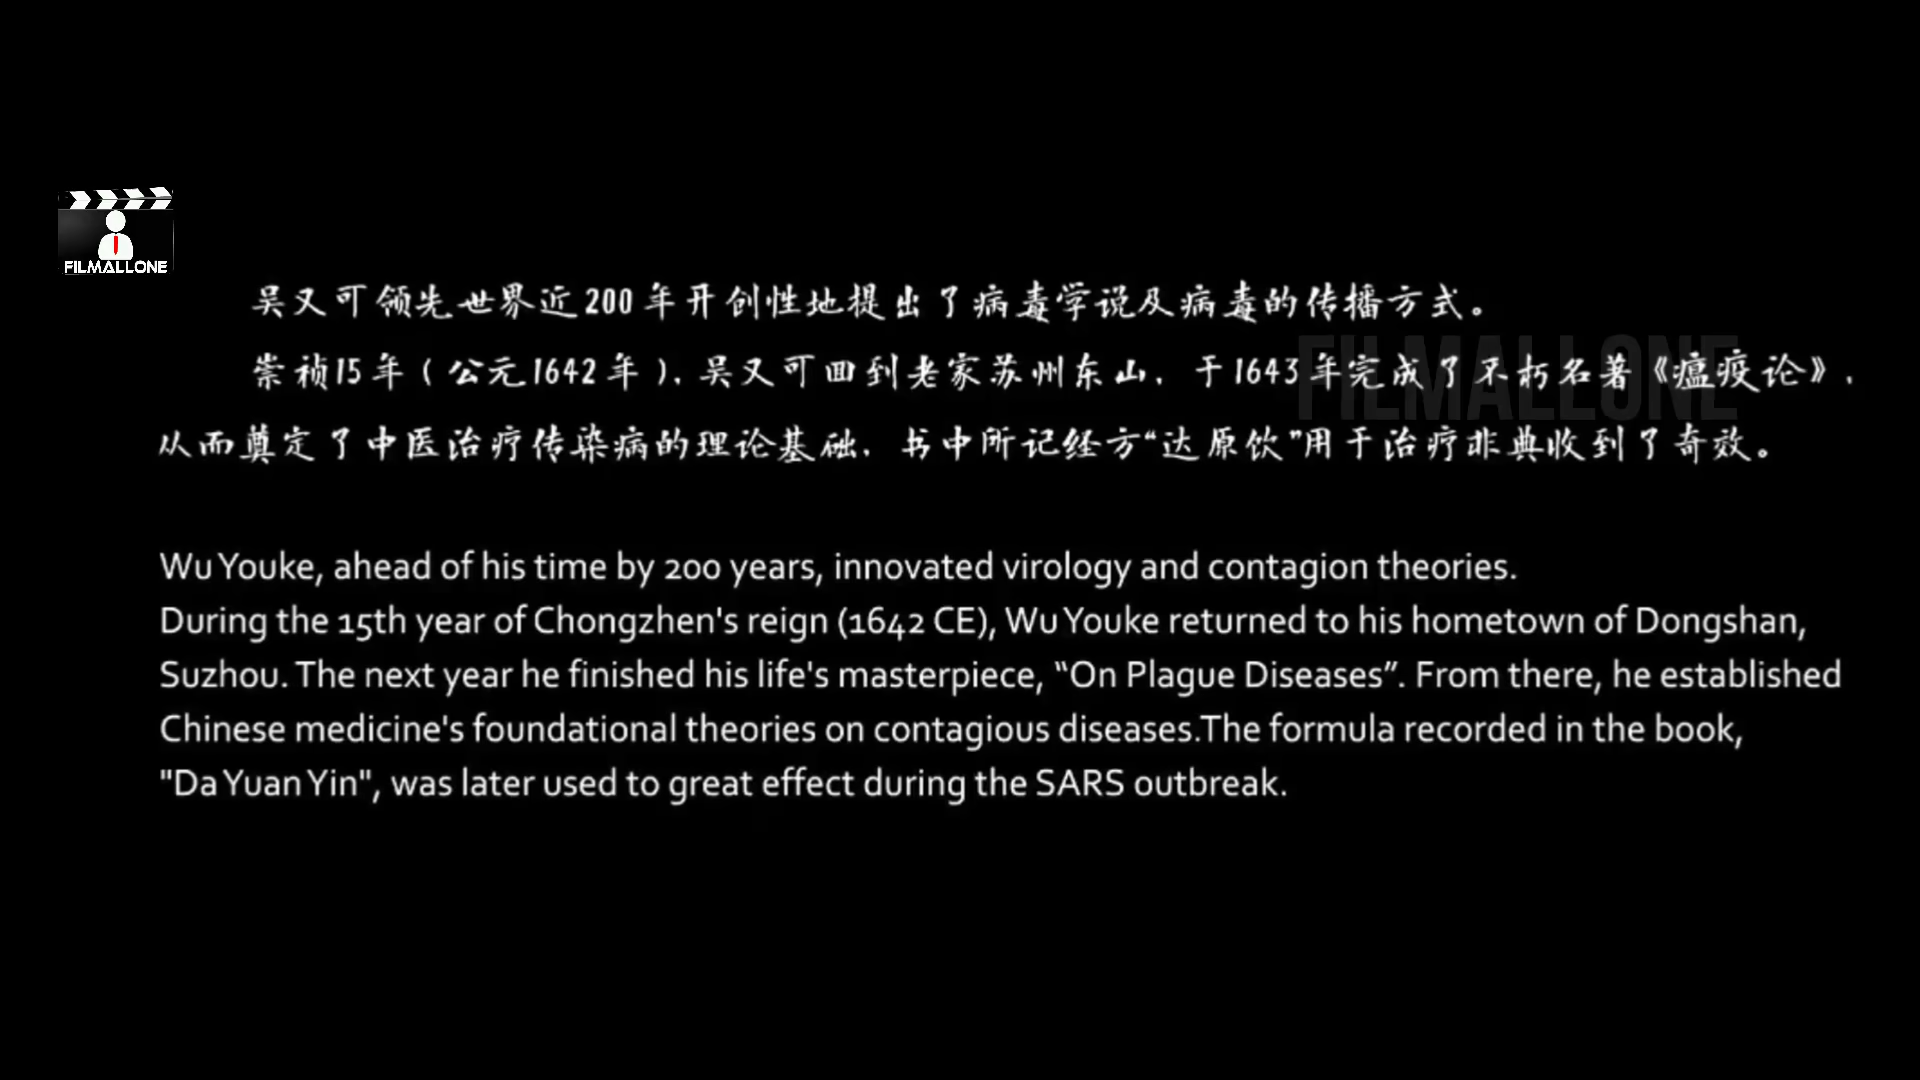 FILMALLONE
吴又可领先世界近200年开创性地提出了病毒学说及病毒的传播方式。
崇祯15年(公元1642年),吴又可回到老家苏州东山,于1643年完成了不朽名著《瘟疫论》,
FILMALLONE
从而奠定了中医治疗传染病的理论基础,书中所记经方“达原饮”用于治疗非典收到了奇效。
Wu Youke, ahead of his time by 200 years, innovated virology and contagion theories.
During the 15th year of Chongzhen's reign (1642 CE), Wu Youke returned to his hometown of Dongshan,
Suzhou. The next year he finished his life's masterpiece, “On Plague Diseases”. From there, he established
Chinese medicine's foundational theories on contagious diseases.The formula recorded in the book,
"Da Yuan Yin", was later used to great effect during the SARS outbreak.